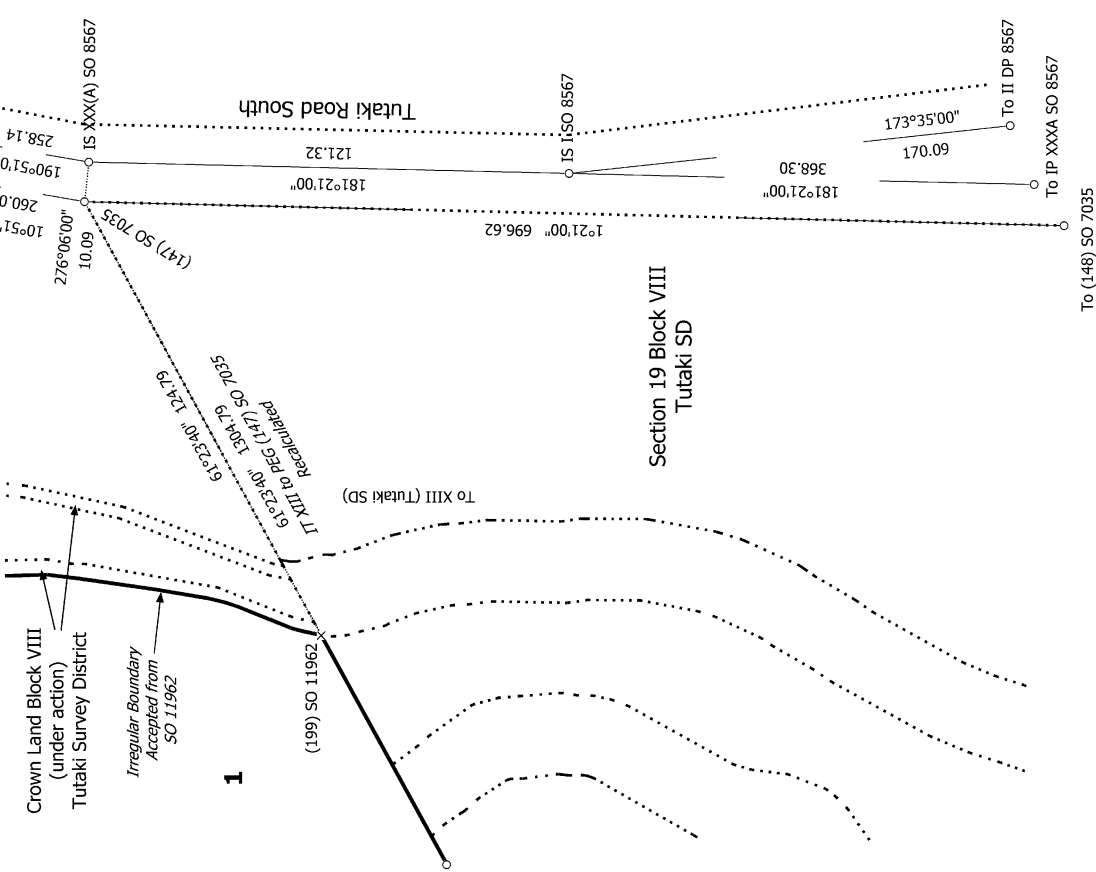 IS XXX(A) SO 8567
Tutaki Road South
IS I SO 8567
To II DP 8567
To IP XXXA SO 8567
To (148) SO 7035
258.14
190°51'0
260.0
10°51'
276°06'00"
10.09
(147) SO 7035
121.32
181°21'00"
173°35'00"
170.09
368.30
181°21'00"
1°21'00" 696.62
Section 19 Block VIII
Tutaki SD
61°23'40" 124.79
61°23'40" 1304.79
IT XIII to PEG (147) SO 7035
Recalculated
To XIII (Tutaki SD)
Crown Land Block VIII
(under action)
Tutaki Survey District
Irregular Boundary
Accepted from
SO 11962
(199) SO 11962
1